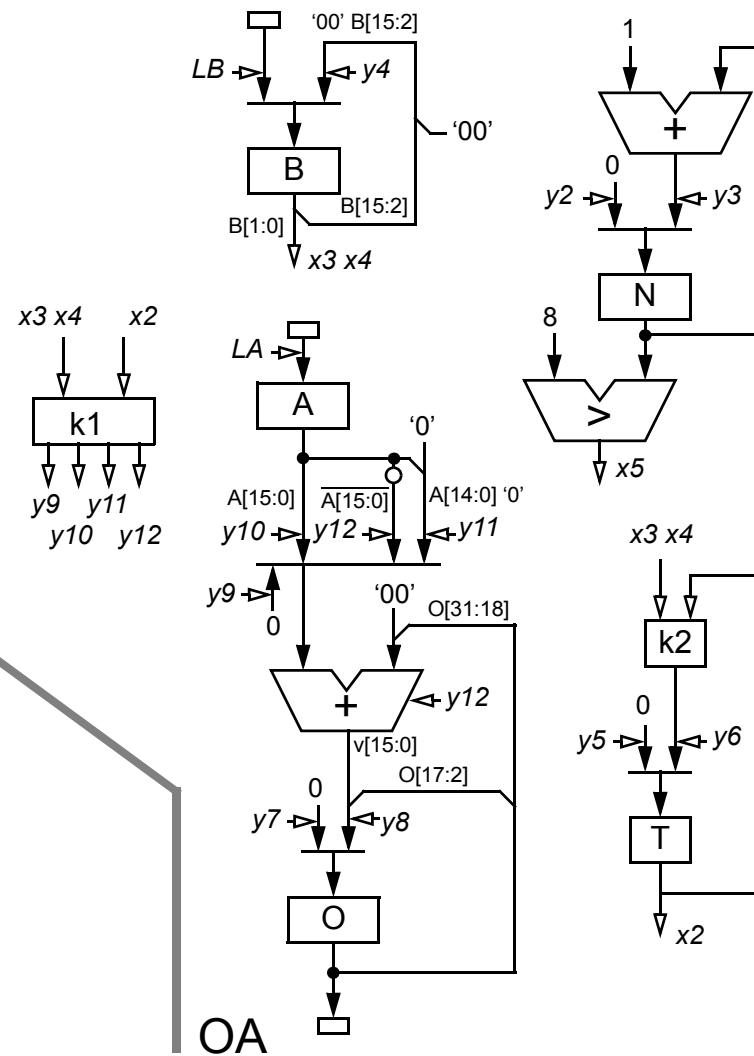 '00' B[15:2]
LB
y4
'00'
B
B[15:2]
B[1:0]
x3 x4
1
+
0
y2
y3
N
8
>
x5
x3 x4
x2
k1
y9
y11
y10
y12
LA
A
'0'
A[15:0]
A[15:0]
A[14:0] '0'
y10
y12
y11
y9
0
'00'
O[31:18]
+
y12
v[15:0]
O[17:2]
0
y7
y8
O
x3 x4
k2
0
y5
y6
T
x2
OA